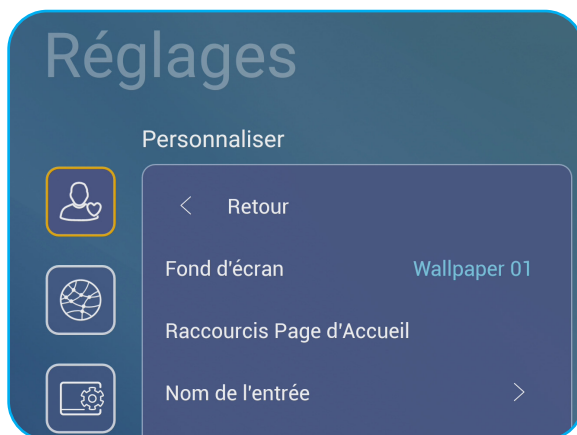 Réglages
Personnaliser
Retour
Fond d'écran Wallpaper 01
Raccourcis Page d'Accueil
Nom de l'entrée